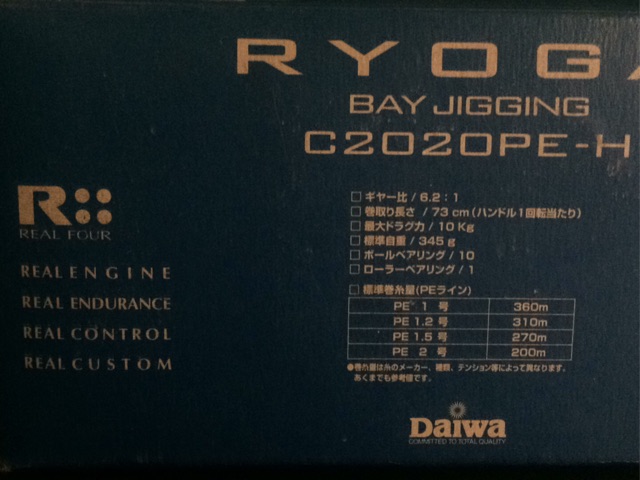 RYOGA
BAY JIGGING
C2020PE-H
R
REAL FOUR
REAL ENGINE
REAL ENDURANCE
REAL CONTROL
REAL CUSTOM
□ ギヤー比 / 6.2:1
□ 巻取り長さ / 73cm(ハンドル1回転当たり)
□ 最大ドラグ力 / 10Kg
□ 標準自重 / 345g
□ ボールベアリング / 10
□ ローラーベアリング / 1
□ 標準巻糸量(PEライン)
PE 1 号 360m
PE 1.2 号 310m
PE 1.5 号 270m
PE 2 号 200m
●巻糸量は糸のメーカー、種類、テンション等によって異なります。
あくまでも参考値です。
Daiwa
COMMITTED TO TOTAL QUALITY